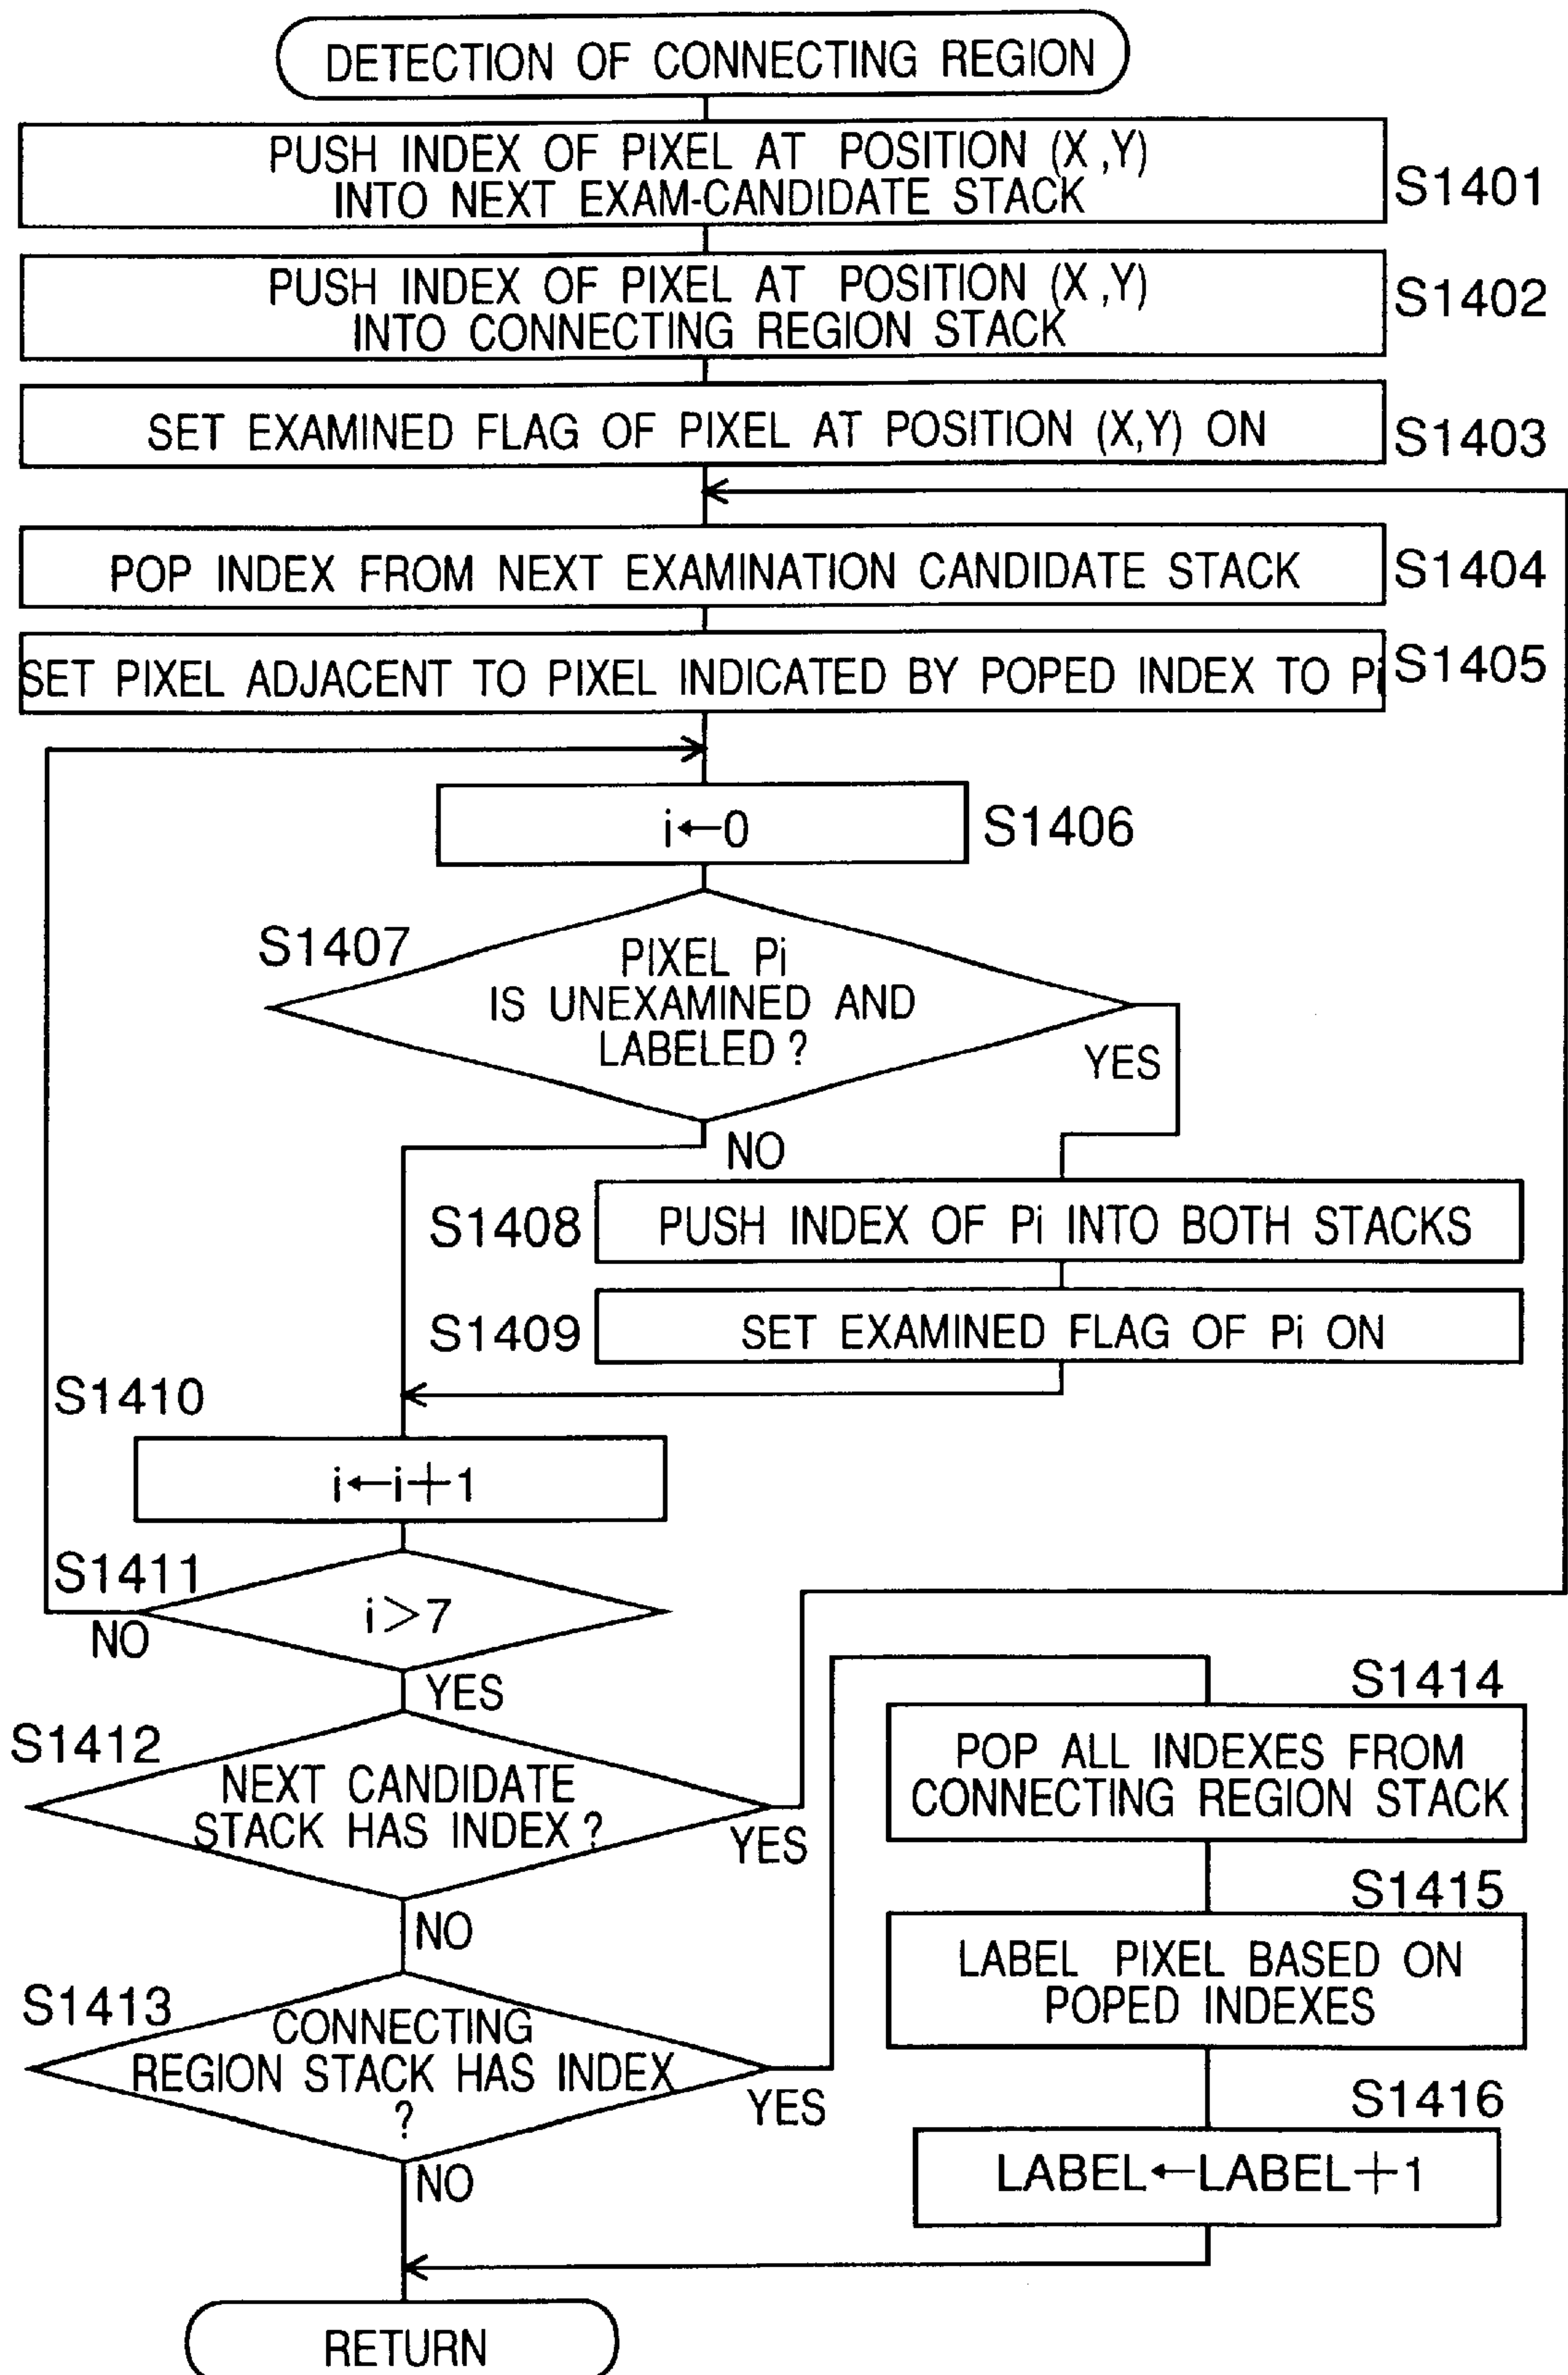 DETECTION OF CONNECTING REGION
PUSH INDEX OF PIXEL AT POSITION (X,Y)
INTO NEXT EXAM-CANDIDATE STACK
S1401
PUSH INDEX OF PIXEL AT POSITION (X,Y)
INTO CONNECTING REGION STACK
S1402
SET EXAMINED FLAG OF PIXEL AT POSITION (X,Y) ON
S1403
POP INDEX FROM NEXT EXAMINATION CANDIDATE STACK
S1404
SET PIXEL ADJACENT TO PIXEL INDICATED BY POPED INDEX TO Pi
S1405
i←0
S1406
S1407
PIXEL Pi
IS UNEXAMINED AND
LABELED?
YES
NO
S1408
PUSH INDEX OF Pi INTO BOTH STACKS
S1409
SET EXAMINED FLAG OF Pi ON
S1410
i←i+1
S1411
i>7
NO
YES
S1412
NEXT CANDIDATE
STACK HAS INDEX?
YES
NO
S1413
CONNECTING
REGION STACK HAS INDEX
?
YES
NO
S1414
POP ALL INDEXES FROM
CONNECTING REGION STACK
S1415
LABEL PIXEL BASED ON
POPED INDEXES
S1416
LABEL←LABEL+1
RETURN